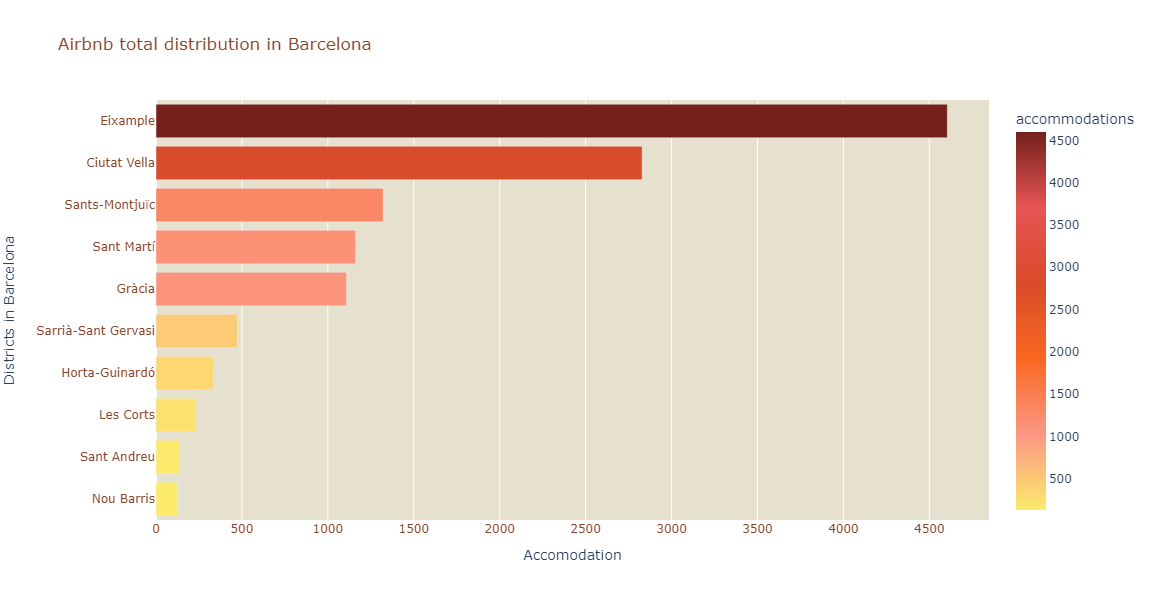 Airbnb total distribution in Barcelona
Districts in Barcelona
Eixample
Ciutat Vella
Sants-Montjuïc
Sant Martí
Gràcia
Sarrià-Sant Gervasi
Horta-Guinardó
Les Corts
Sant Andreu
Nou Barris
0 500 1000 1500 2000 2500 3000 3500 4000 4500
Accomodation
accommodations
4500
4000
3500
3000
2500
2000
1500
1000
500